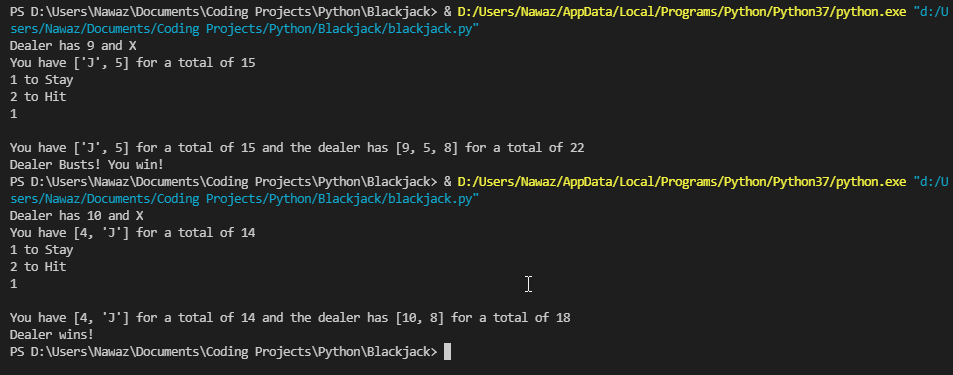 PS D:\Users\Nawaz\Documents\Coding Projects\Python\Blackjack> & D:/Users/Nawaz/AppData/Local/Programs/Python/Python37/python.exe "d:/U
sers/Nawaz/Documents/Coding Projects/Python/Blackjack/blackjack.py"
Dealer has 9 and X
You have ['J', 5] for a total of 15
1 to Stay
2 to Hit
1
You have ['J', 5] for a total of 15 and the dealer has [9, 5, 8] for a total of 22
Dealer Busts! You win!
PS D:\Users\Nawaz\Documents\Coding Projects\Python\Blackjack> & D:/Users/Nawaz/AppData/Local/Programs/Python/Python37/python.exe "d:/U
sers/Nawaz/Documents/Coding Projects/Python/Blackjack/blackjack.py"
Dealer has 10 and X
You have [4, 'J'] for a total of 14
1 to Stay
2 to Hit
1
You have [4, 'J'] for a total of 14 and the dealer has [10, 8] for a total of 18
Dealer wins!
PS D:\Users\Nawaz\Documents\Coding Projects\Python\Blackjack>